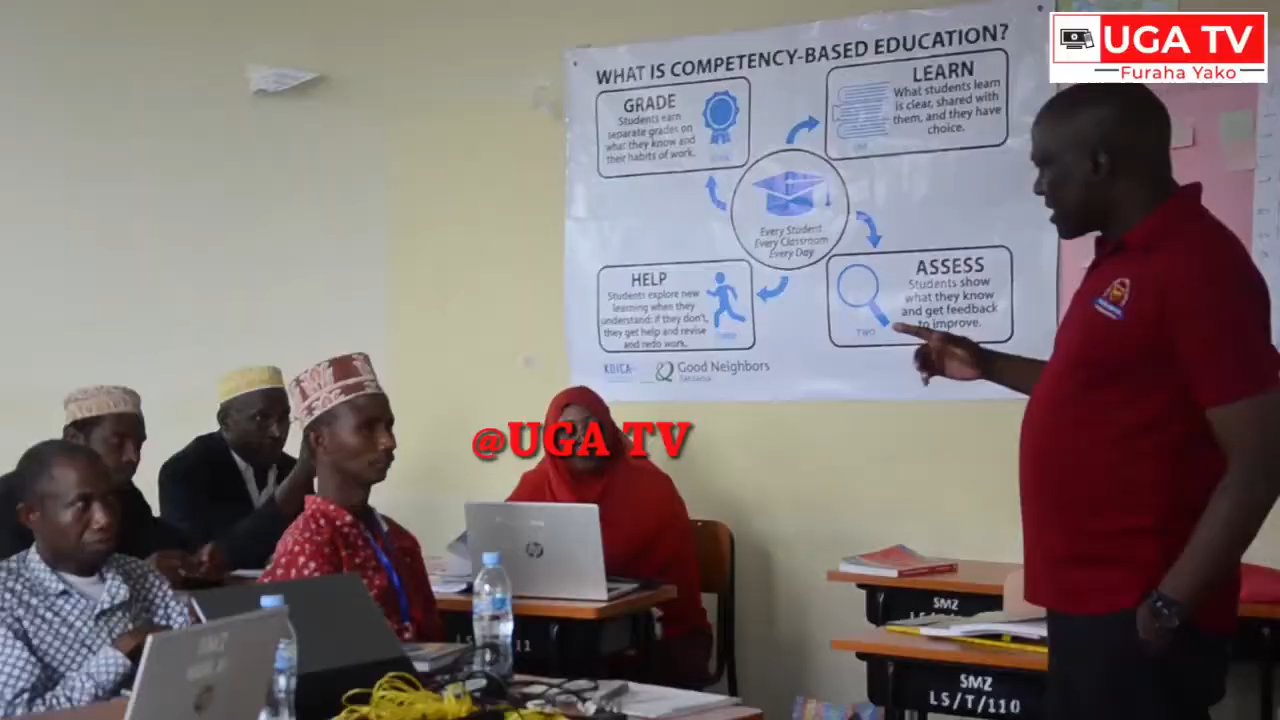 UGA TV
Furaha Yako
WHAT IS COMPETENCY-BASED EDUCATION?
GRADE
Students earn
separate grades on
what they know and
their habits of work.
LEARN
What students learn
is clear, shared with
them, and they have
choice.
Every Student
Every Classroom
Every Day
HELP
Students explore new
learning when they
understand; if they don't,
they get help and revise
and redo work.
ASSESS
Students show
what they know
and get feedback
to improve.
TWO
KOICA
Good Neighbors
Tanzania
@UGA TV
hp
SMZ
SMZ
LS/T/110